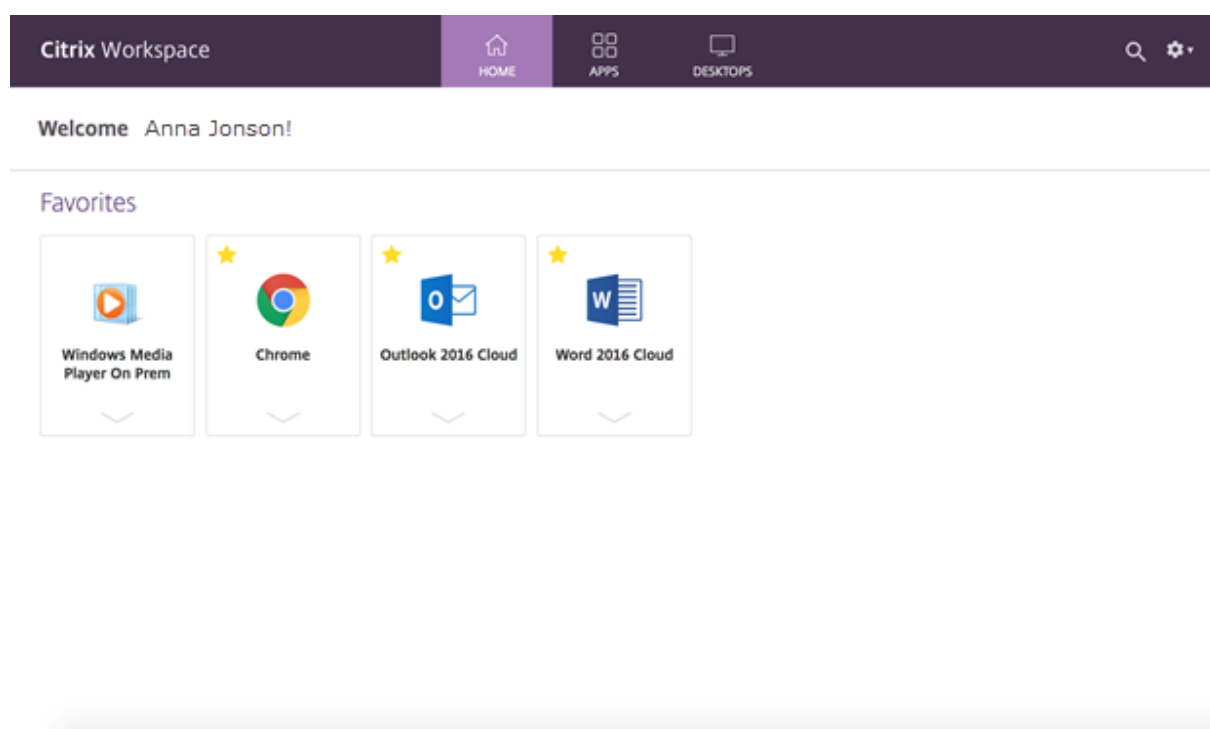 Citrix Workspace
HOME
APPS
DESKTOPS
Welcome Anna Jonson!
Favorites
Windows Media
Player On Prem
Chrome
Outlook 2016 Cloud
Word 2016 Cloud